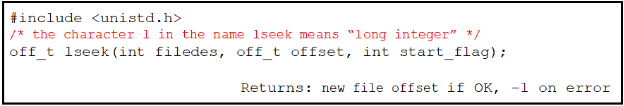 #include <unistd.h>
/* the character l in the name lseek means “long integer” */
off_t lseek(int filedes, off_t offset, int start_flag);
Returns: new file offset if OK, -1 on error